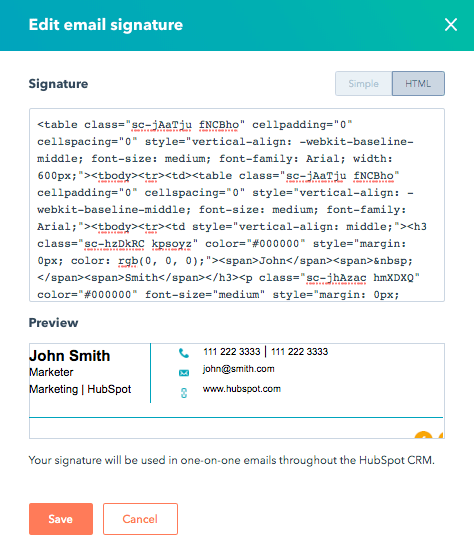 Edit email signature
Signature
Simple
HTML
<table class="sc-jAaTju fNCBho" cellpadding="0"
cellspacing="0" style="vertical-align: -webkit-baseline-
middle; font-size: medium; font-family: Arial; width:
600px;"><tbody><tr><td><table class="sc-jAaTju fNCBho"
cellpadding="0" cellspacing="0" style="vertical-align: -
webkit-baseline-middle; font-size: medium; font-family:
Arial;"><tbody><tr><td style="vertical-align: middle;"><h3
class="sc-hzDkRC kpsoyz" color="#000000" style="margin:
0px; color: rgb(0, 0, 0);"><span>John</span><span>&nbsp;
</span><span>Smith</span></h3><p class="sc-jhAzac hmXDXQ"
color="#000000" font-size="medium" style="margin: 0px;
Preview
John Smith
Marketer
Marketing | HubSpot
111 222 3333 | 111 222 3333
john@smith.com
www.hubspot.com
Your signature will be used in one-on-one emails throughout the HubSpot CRM.
Save
Cancel